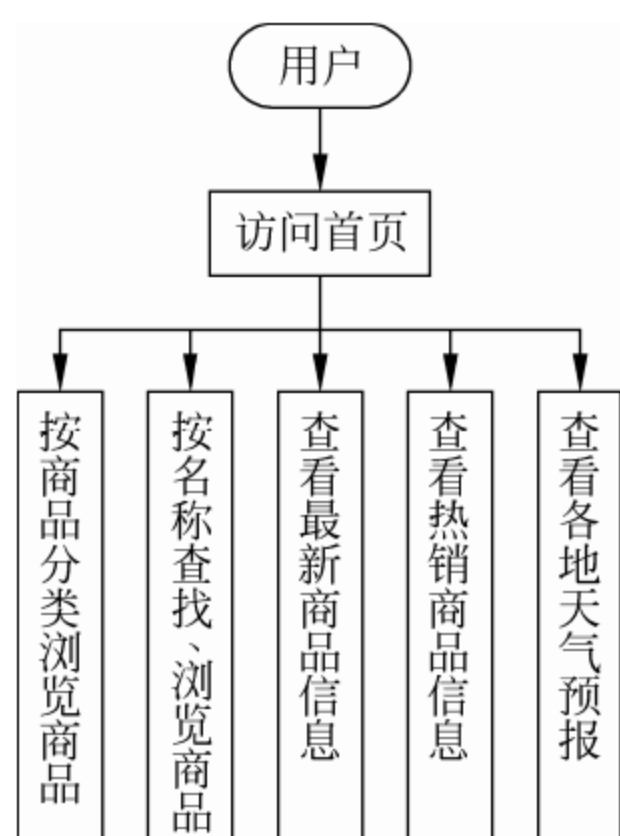 用户
访问首页
按商品分类浏览商品
按名称查找、浏览商品
查看最新商品信息
查看热销商品信息
查看各地天气预报